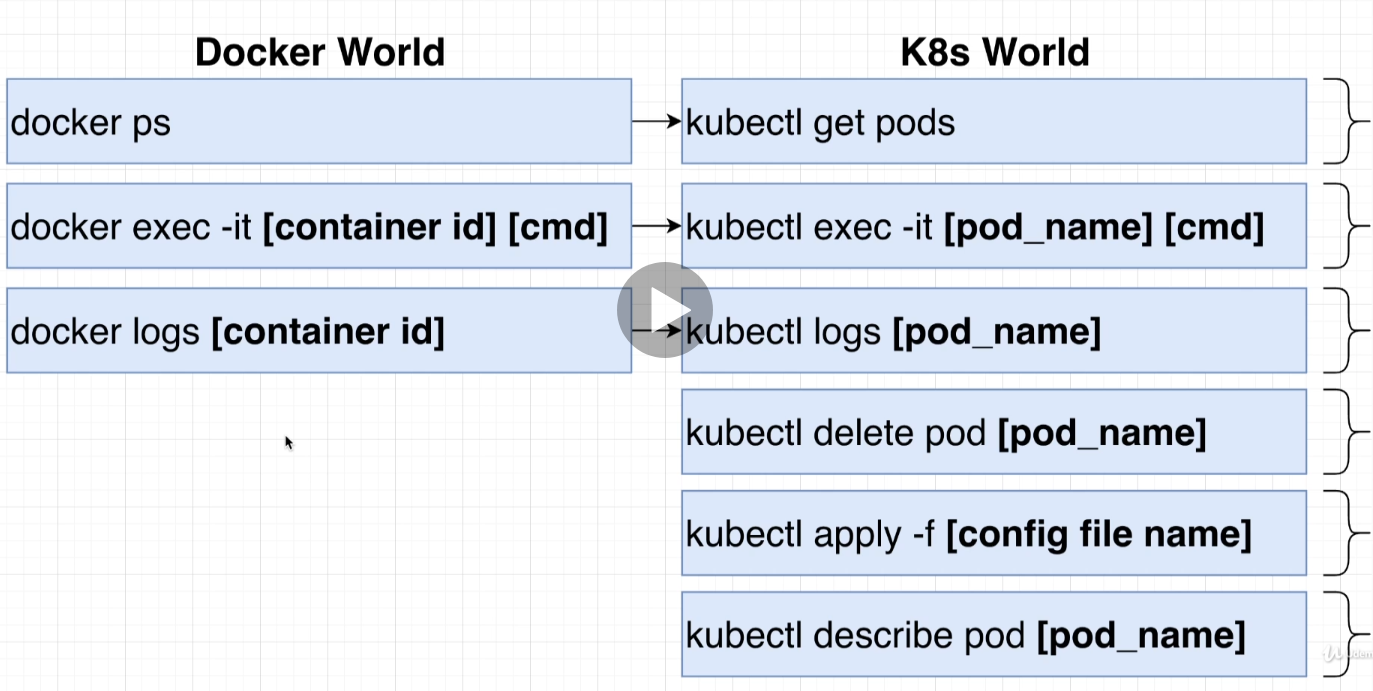 Docker World
K8s World
docker ps
kubectl get pods
docker exec -it [container id] [cmd]
kubectl exec -it [pod_name] [cmd]
docker logs [container id]
kubectl logs [pod_name]
kubectl delete pod [pod_name]
kubectl apply -f [config file name]
kubectl describe pod [pod_name]